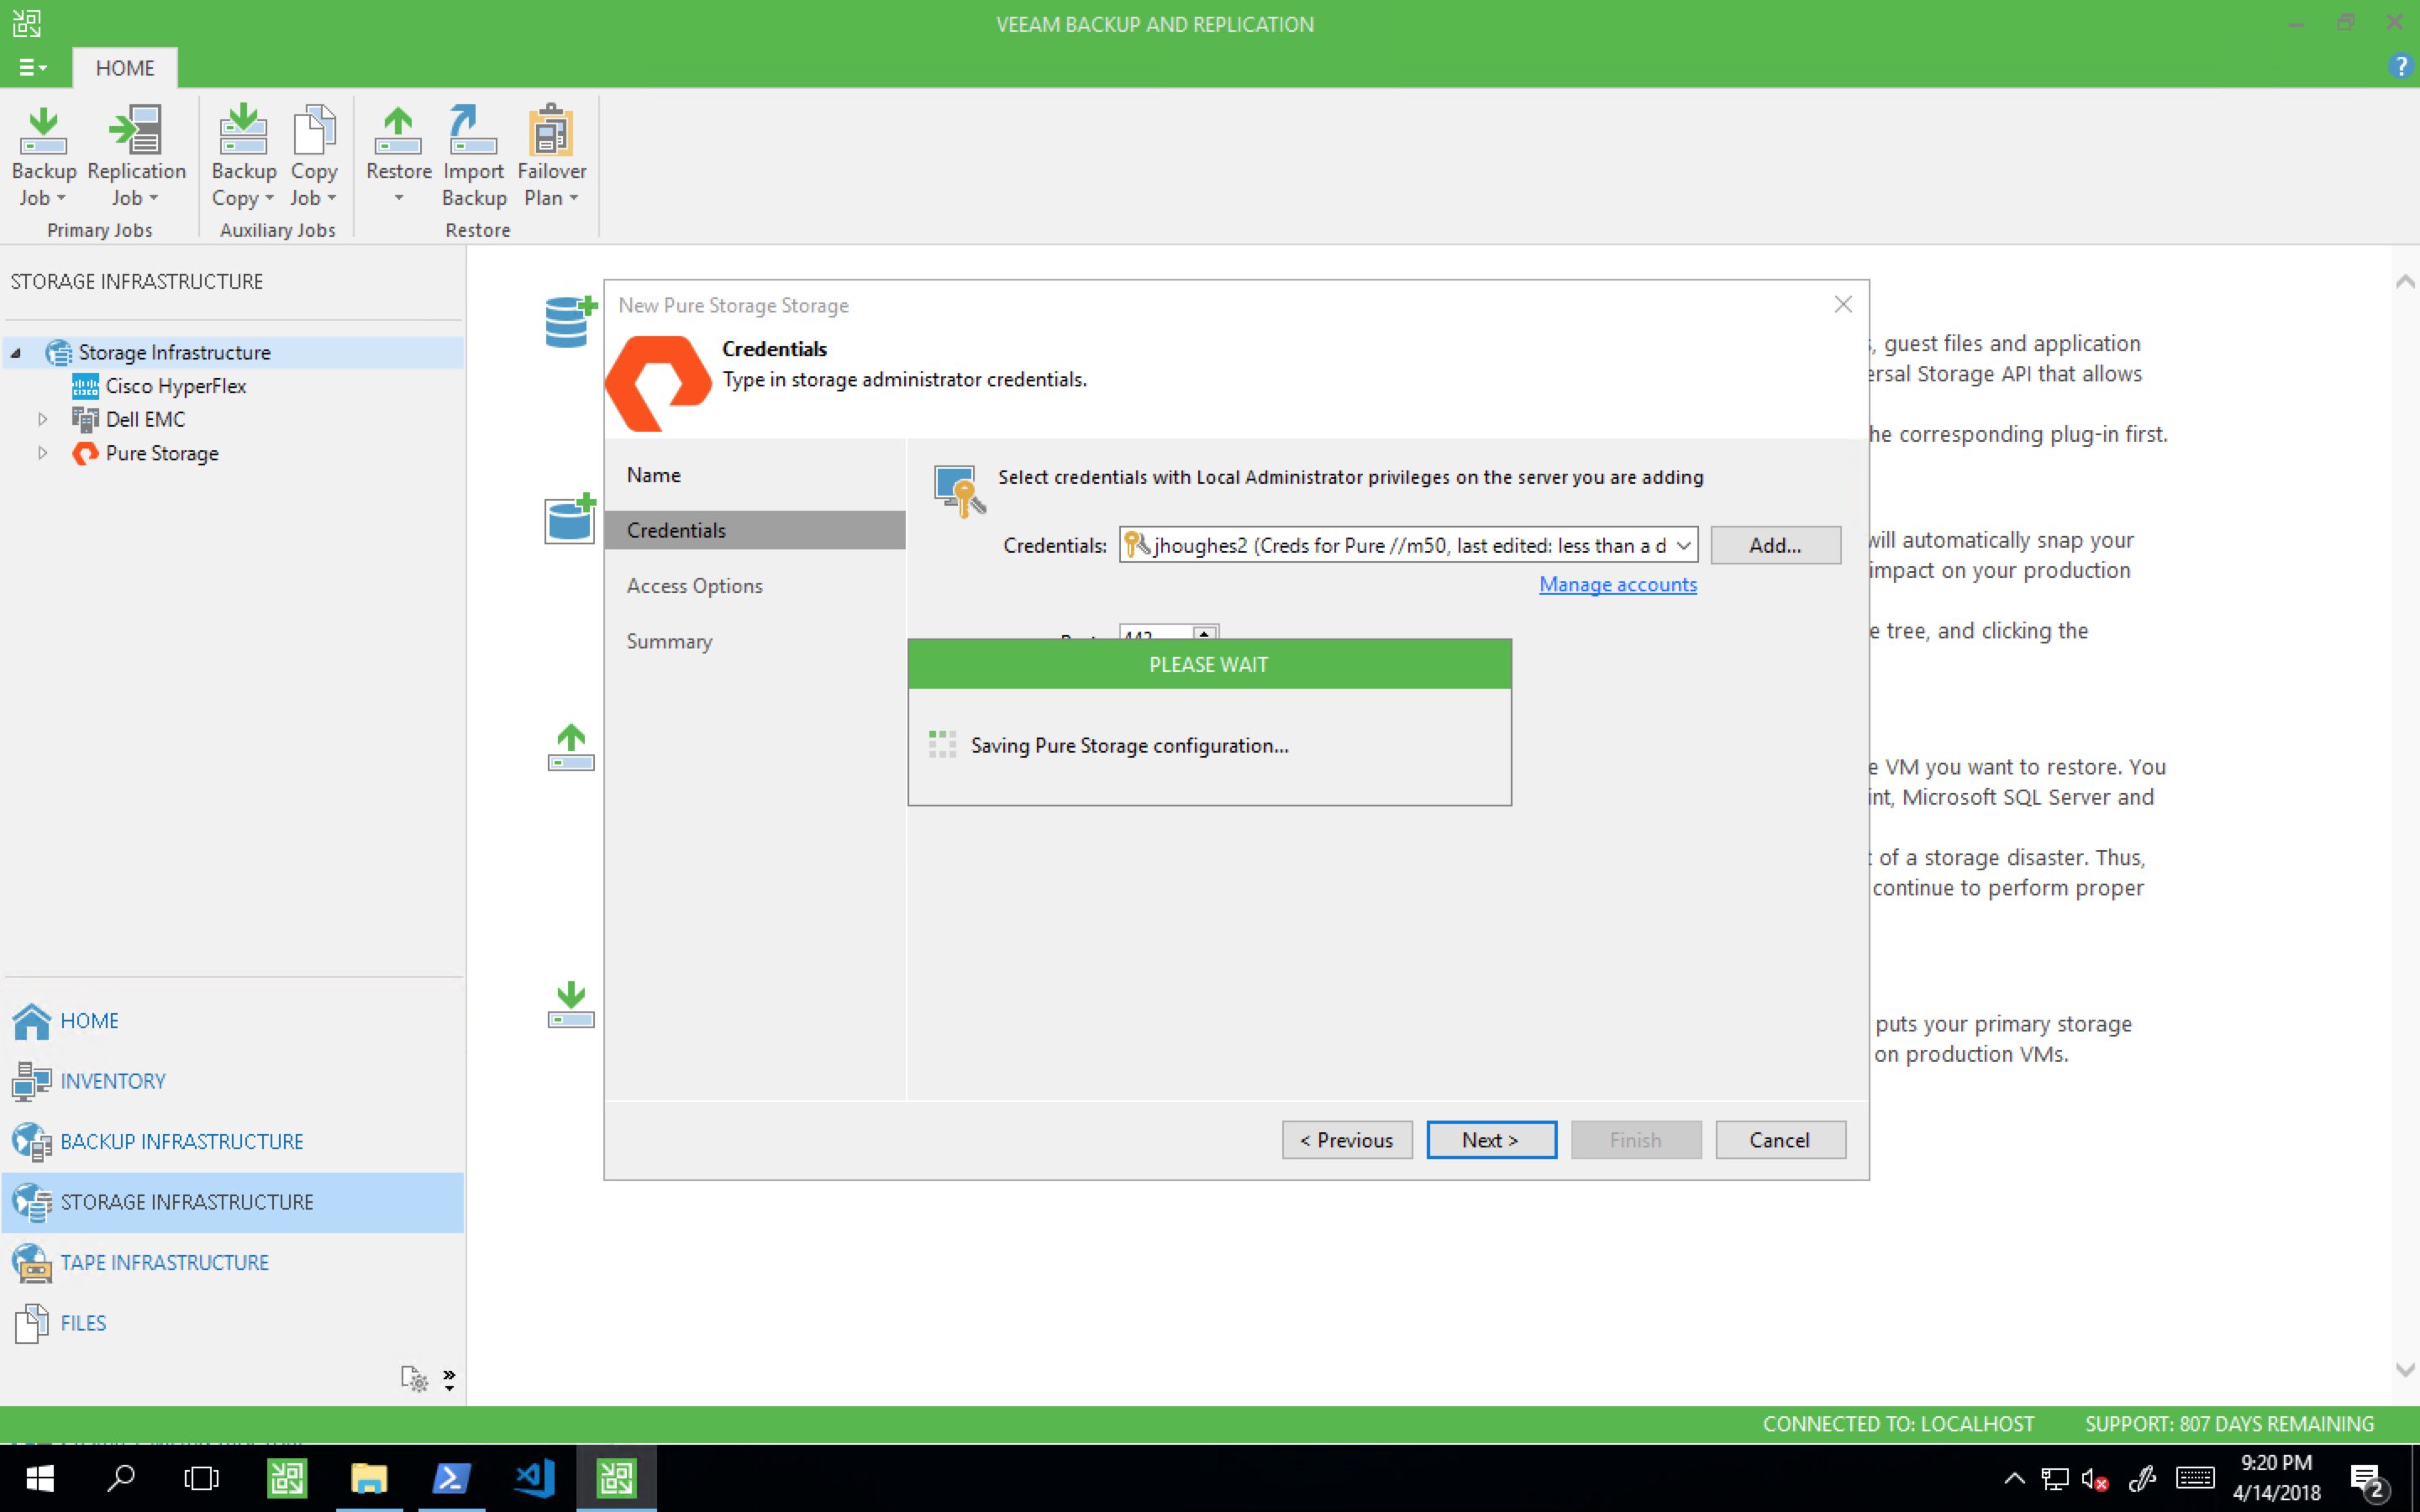 VEEAM BACKUP AND REPLICATION
HOME
?
Backup Job
Replication Job
Backup Copy
Copy Job
Restore
Import Backup
Failover Plan
Primary Jobs
Auxiliary Jobs
Restore
STORAGE INFRASTRUCTURE
Storage Infrastructure
Cisco HyperFlex
Dell EMC
Pure Storage
New Pure Storage Storage
Credentials
Type in storage administrator credentials.
Name
Credentials
Access Options
Summary
Select credentials with Local Administrator privileges on the server you are adding
Credentials:
jhoughes2 (Creds for Pure //m50, last edited: less than a d
Add...
Manage accounts
PLEASE WAIT
Saving Pure Storage configuration...
< Previous
Next >
Finish
Cancel
, guest files and application
ersal Storage API that allows
he corresponding plug-in first.
will automatically snap your
impact on your production
e tree, and clicking the
e VM you want to restore. You
int, Microsoft SQL Server and
of a storage disaster. Thus,
continue to perform proper
puts your primary storage
on production VMs.
HOME
INVENTORY
BACKUP INFRASTRUCTURE
STORAGE INFRASTRUCTURE
TAPE INFRASTRUCTURE
FILES
CONNECTED TO: LOCALHOST
SUPPORT: 807 DAYS REMAINING
9:20 PM
4/14/2018
2